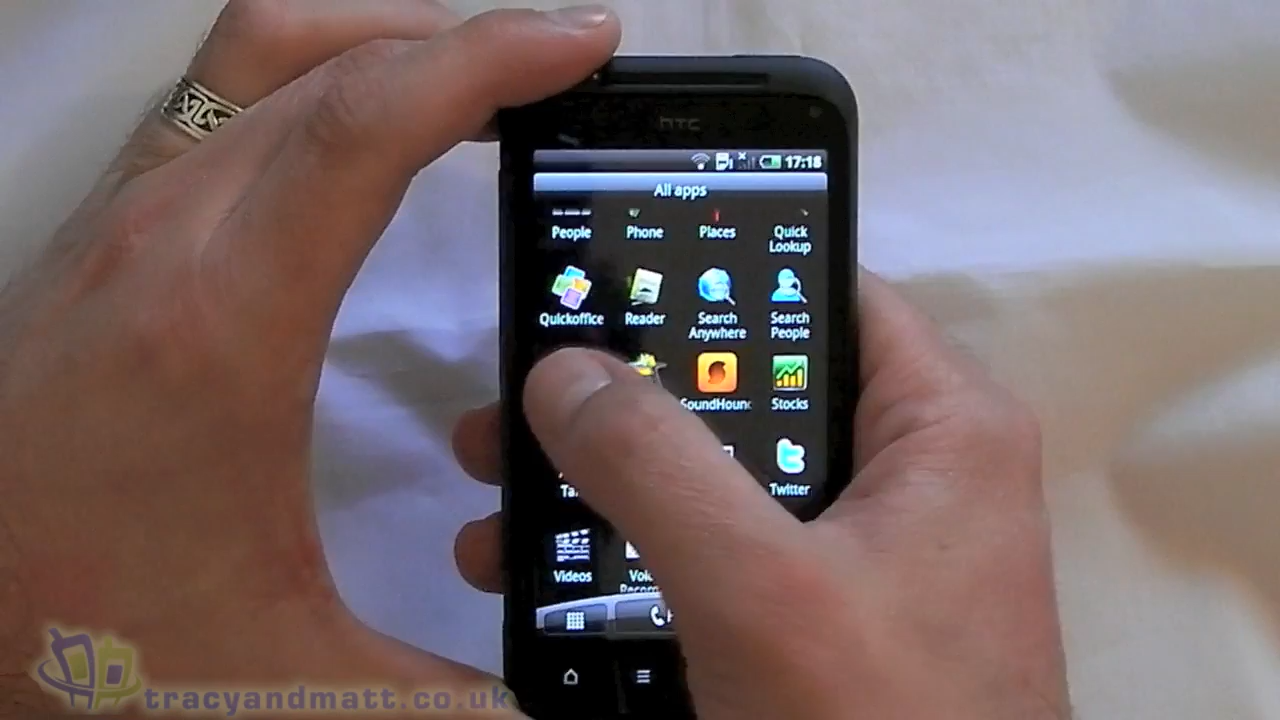 hTC
17:18
All apps
People Phone Places Quick
Lookup
Quickoffice Reader Search Search
Anywhere People
SoundHound Stocks
Twitter
Videos
tracyandmatt.co.uk